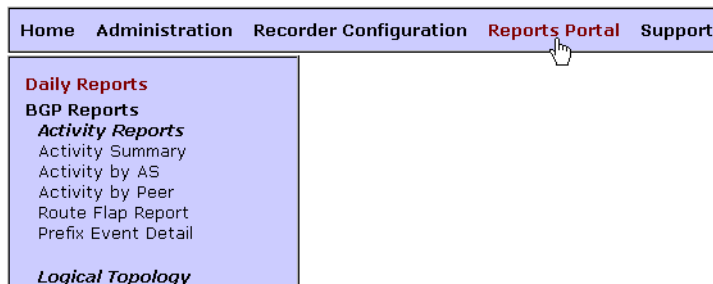 Home Administration Recorder Configuration Reports Portal Support
Daily Reports
BGP Reports
Activity Reports
Activity Summary
Activity by AS
Activity by Peer
Route Flap Report
Prefix Event Detail
Logical Topology